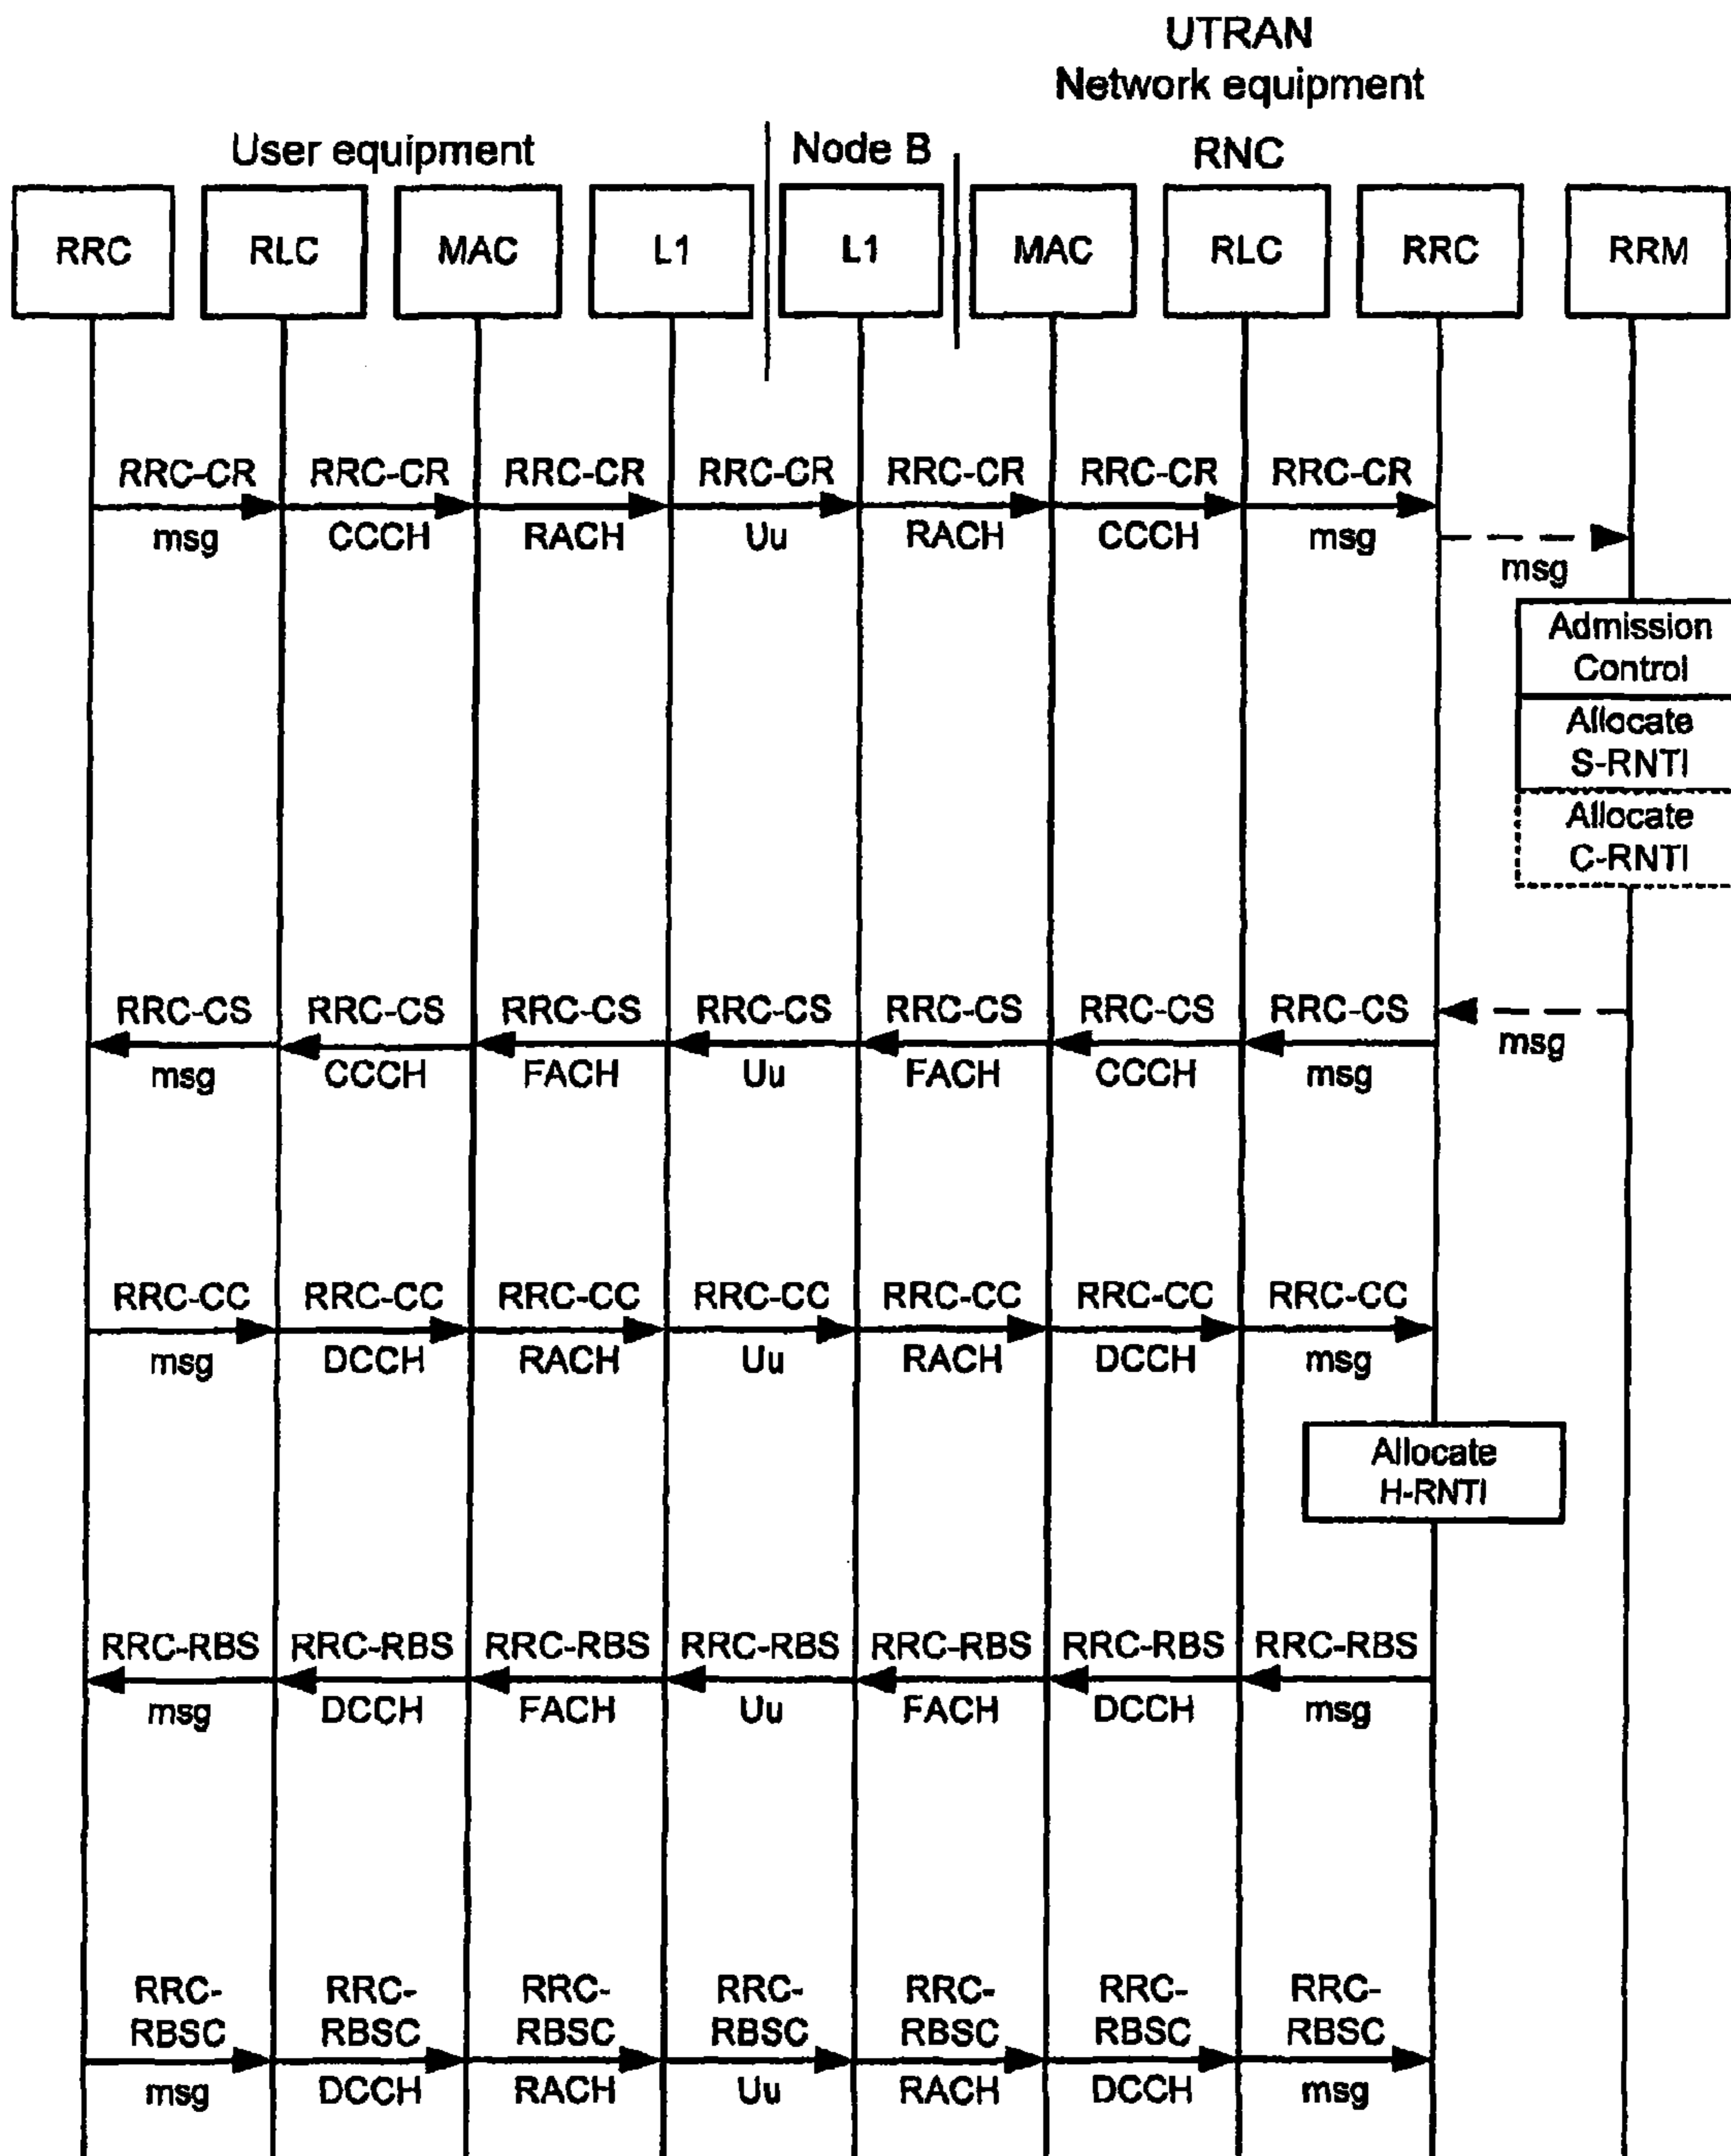 UTRAN
Network equipment
User equipment
Node B
RNC
RRC RLC MAC L1 L1 MAC RLC RRC RRM
RRC-CR RRC-CR RRC-CR RRC-CR RRC-CR RRC-CR RRC-CR
msg CCCH RACH Uu RACH CCCH msg
msg
Admission
Control
Allocate
S-RNTI
Allocate
C-RNTI
RRC-CS RRC-CS RRC-CS RRC-CS RRC-CS RRC-CS RRC-CS
msg
msg CCCH FACH Uu FACH CCCH msg
RRC-CC RRC-CC RRC-CC RRC-CC RRC-CC RRC-CC RRC-CC
msg DCCH RACH Uu RACH DCCH msg
Allocate
H-RNTI
RRC-RBS RRC-RBS RRC-RBS RRC-RBS RRC-RBS RRC-RBS RRC-RBS
msg DCCH FACH Uu FACH DCCH msg
RRC- RRC- RRC- RRC- RRC- RRC- RRC-
RBSC RBSC RBSC RBSC RBSC RBSC RBSC
msg DCCH RACH Uu RACH DCCH msg